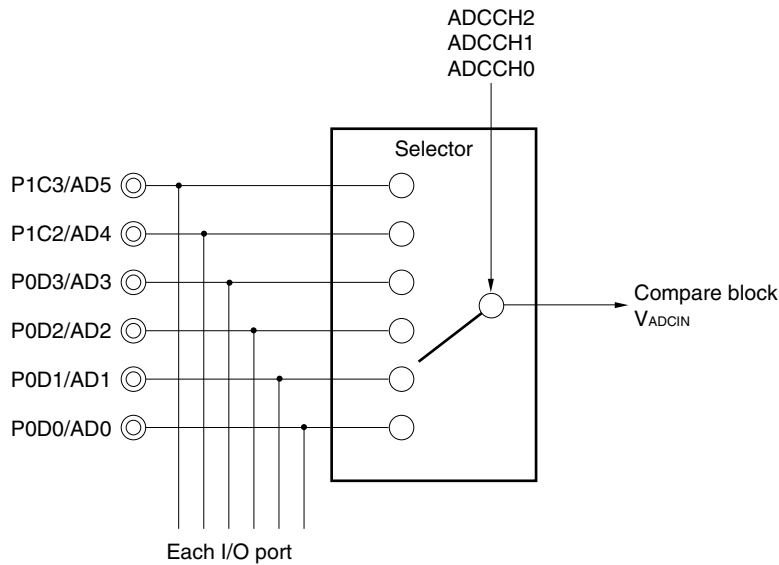 ADCCH2
ADCCH1
ADCCH0
Selector
P1C3/AD5
P1C2/AD4
P0D3/AD3
P0D2/AD2
P0D1/AD1
P0D0/AD0
Compare block
VADCIN
Each I/O port